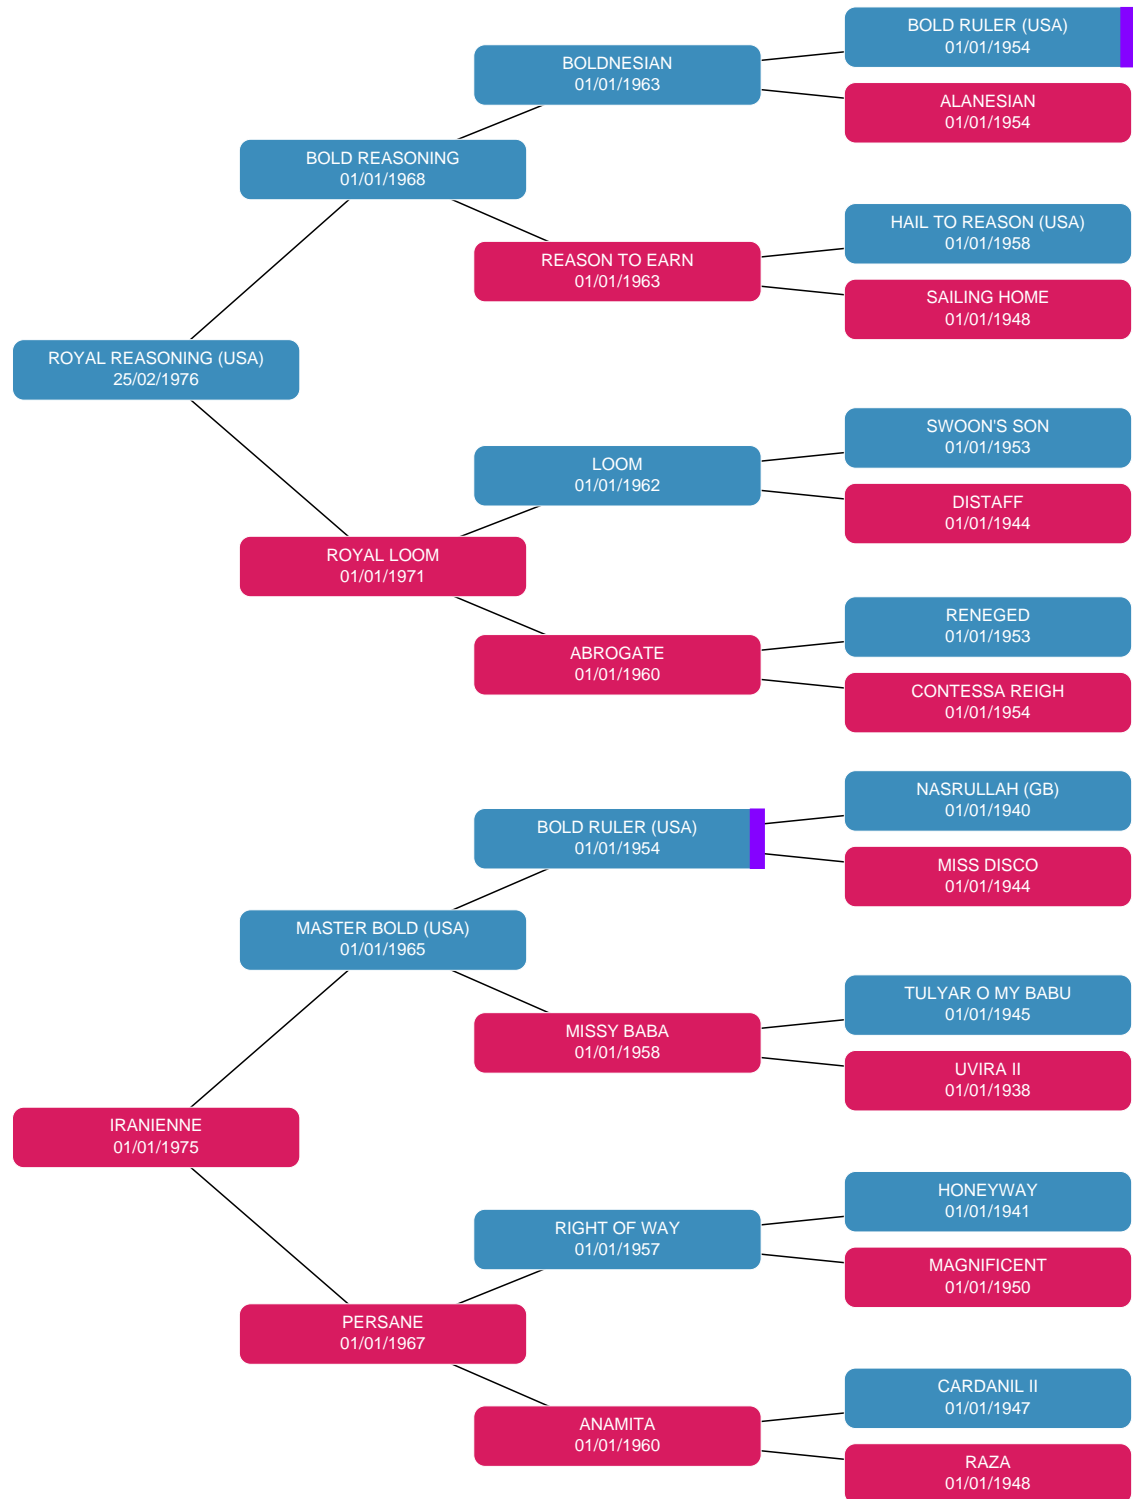 BOLD RULER (USA)
01/01/1954
BOLDNESIAN
01/01/1963
ALANESIAN
01/01/1954
BOLD REASONING
01/01/1968
HAIL TO REASON (USA)
01/01/1958
REASON TO EARN
01/01/1963
SAILING HOME
01/01/1948
ROYAL REASONING (USA)
25/02/1976
SWOON'S SON
01/01/1953
LOOM
01/01/1962
DISTAFF
01/01/1944
ROYAL LOOM
01/01/1971
RENEGED
01/01/1953
ABROGATE
01/01/1960
CONTESSA REIGH
01/01/1954
NASRULLAH (GB)
01/01/1940
BOLD RULER (USA)
01/01/1954
MISS DISCO
01/01/1944
MASTER BOLD (USA)
01/01/1965
TULYAR O MY BABU
01/01/1945
MISSY BABA
01/01/1958
UVIRA II
01/01/1938
IRANIENNE
01/01/1975
HONEYWAY
01/01/1941
RIGHT OF WAY
01/01/1957
MAGNIFICENT
01/01/1950
PERSANE
01/01/1967
CARDANIL II
01/01/1947
ANAMITA
01/01/1960
RAZA
01/01/1948